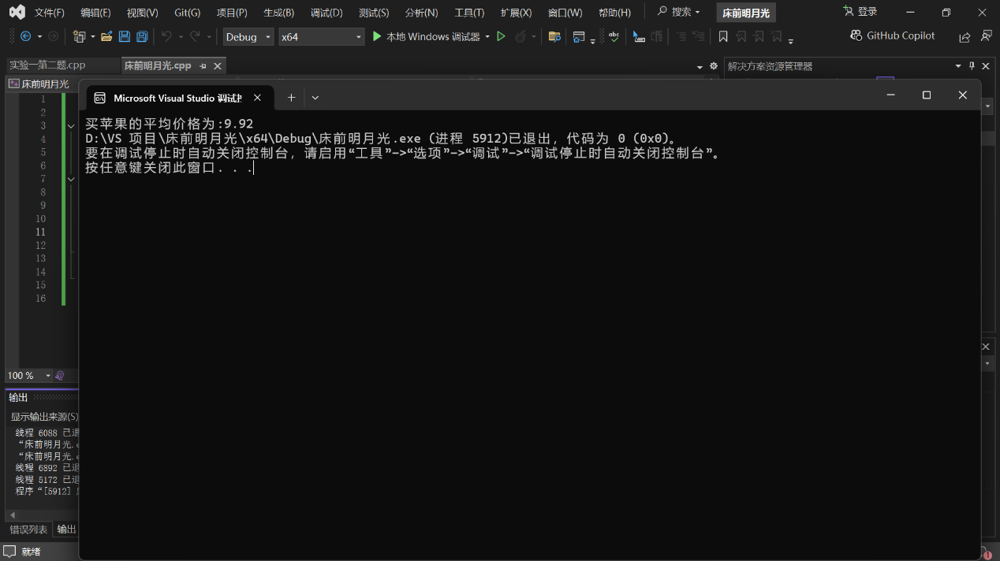 文件(F) 编辑(E) 视图(V) Git(G) 项目(P) 生成(B) 调试(D) 测试(S) 分析(N) 工具(T) 扩展(X) 窗口(W) 帮助(H) 搜索 床前明月光 登录
Debug x64 本地 Windows 调试器 abc GitHub Copilot
实验一第二题.cpp 床前明月光.cpp 解决方案资源管理器
床前明月光
Microsoft Visual Studio 调试
买苹果的平均价格为:9.92
D:\VS 项目\床前明月光\x64\Debug\床前明月光.exe (进程 5912)已退出，代码为 0 (0x0)。
要在调试停止时自动关闭控制台，请启用“工具”->“选项”->“调试”->“调试停止时自动关闭控制台”。
按任意键关闭此窗口. . .
1
2
3
4
5
6
7
8
9
10
11
12
13
14
15
16
100 %
输出
显示输出来源(S)
线程 6088 已退
“床前明月光.e
“床前明月光.e
线程 6892 已退
线程 5172 已退
程序“[5912]
错误列表 输出
就绪 1